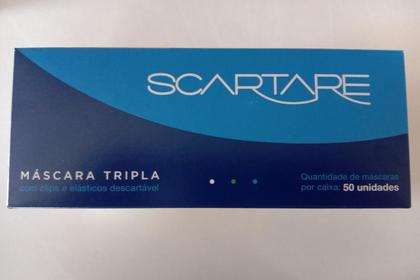 SCARTARE
MÁSCARA TRIPLA
com clips e elásticos descartável
Quantidade de máscaras
por caixa: 50 unidades